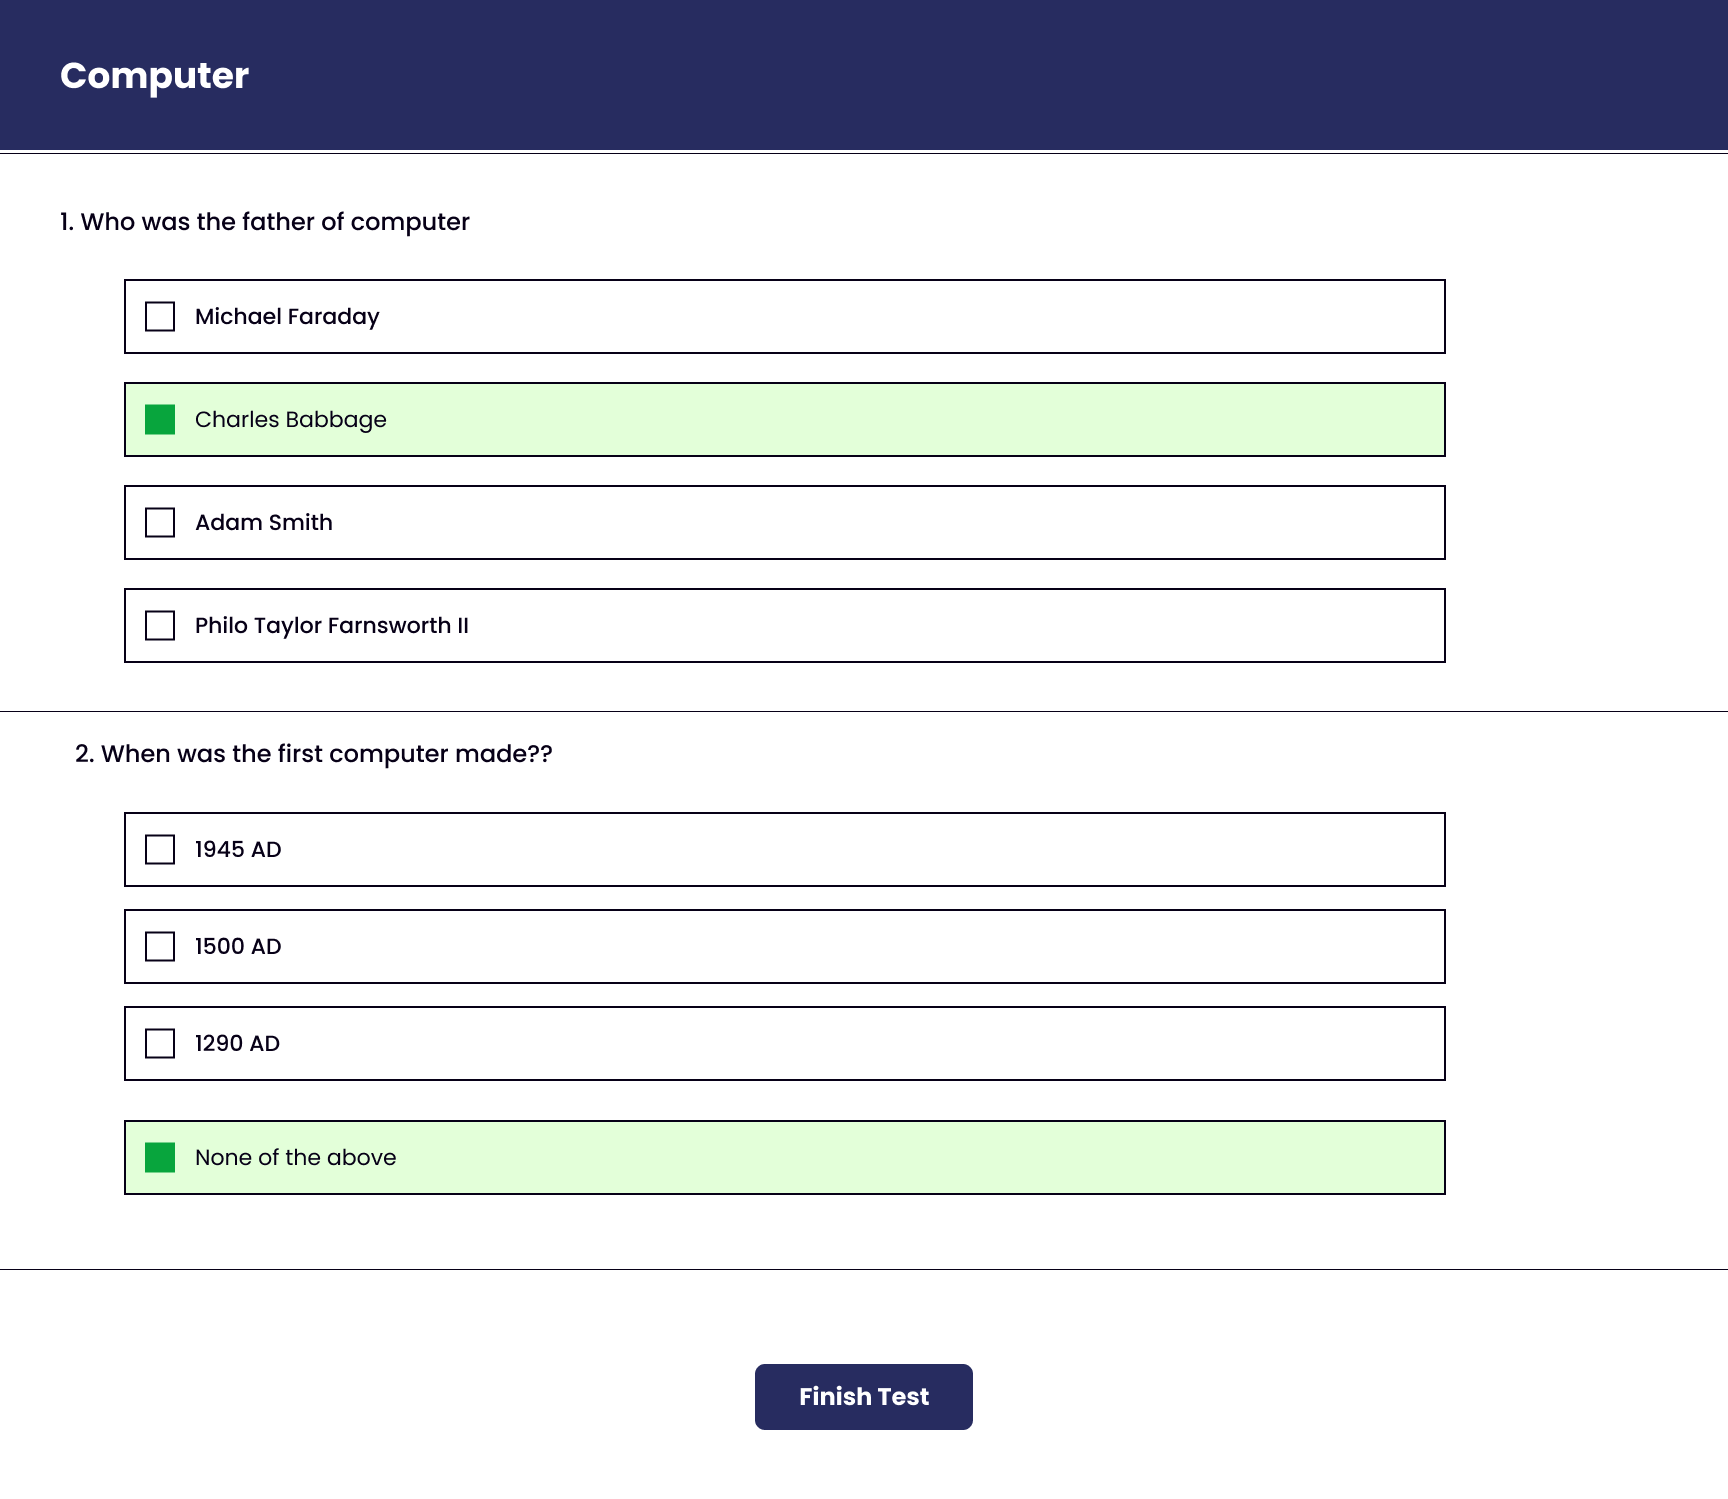 Computer
1. Who was the father of computer
Michael Faraday
Charles Babbage
Adam Smith
Philo Taylor Farnsworth II
2. When was the first computer made??
1945 AD
1500 AD
1290 AD
None of the above
Finish Test